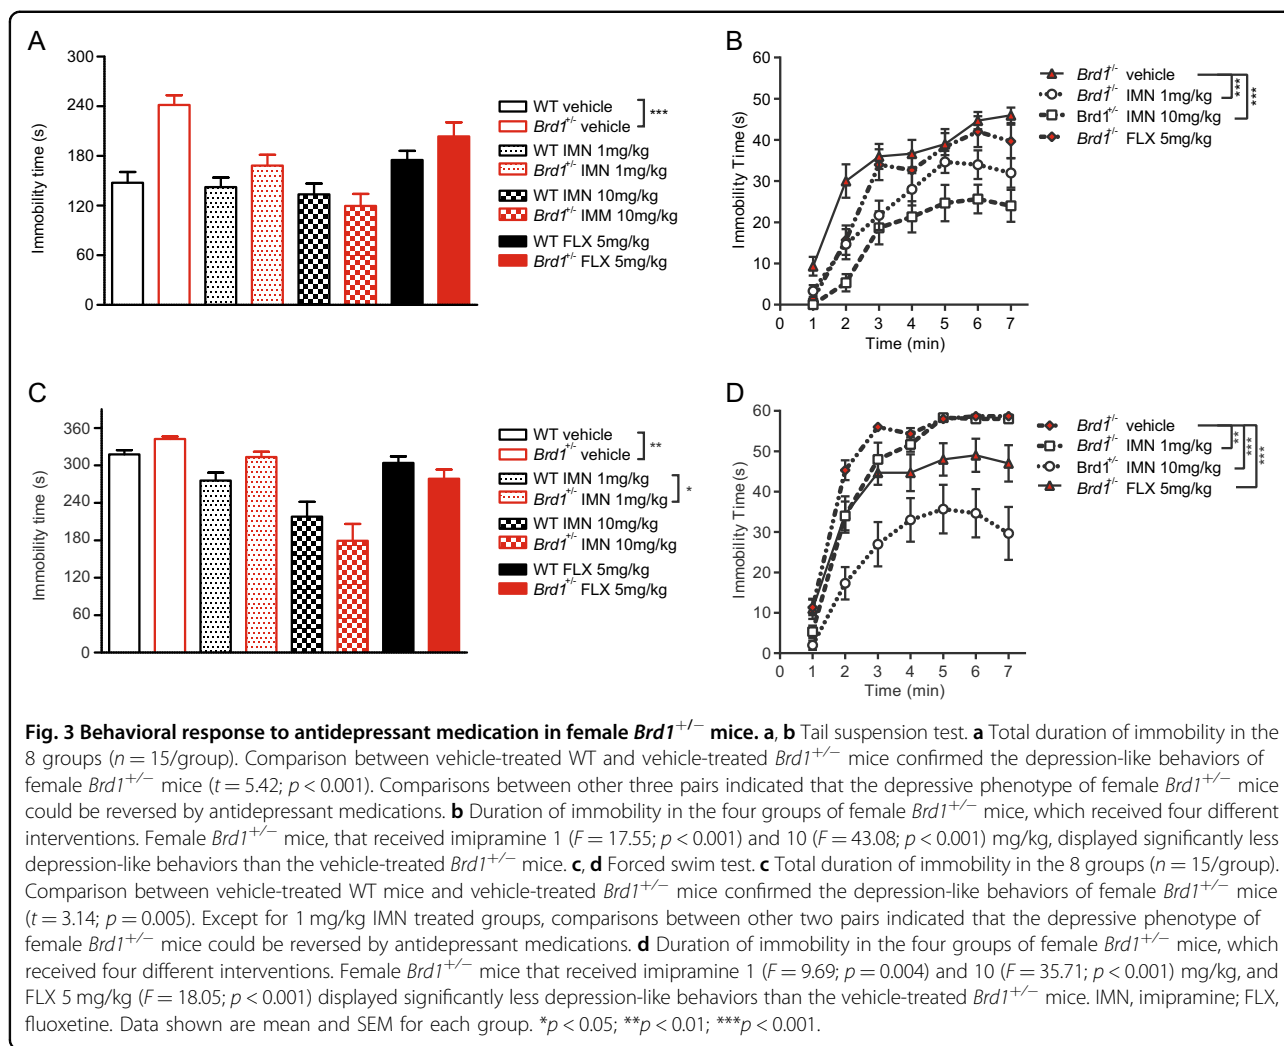 A
300
240
180
120
60
0
Immobility time (s)
WT vehicle
Brd1+/- vehicle
***
WT IMN 1mg/kg
Brd1+/- IMN 1mg/kg
WT IMN 10mg/kg
Brd1+/- IMM 10mg/kg
WT FLX 5mg/kg
Brd1+/- FLX 5mg/kg
B
60
50
40
30
20
10
0
Immobility Time (s)
0 1 2 3 4 5 6 7
Time (min)
Brd1+/- vehicle
Brd1+/- IMN 1mg/kg
Brd1+/- IMN 10mg/kg
Brd1+/- FLX 5mg/kg
***
***
C
360
300
240
180
120
60
0
Immobility time (s)
WT vehicle
Brd1+/- vehicle
**
WT IMN 1mg/kg
Brd1+/- IMN 1mg/kg
*
WT IMN 10mg/kg
Brd1+/- IMN 10mg/kg
WT FLX 5mg/kg
Brd1+/- FLX 5mg/kg
D
60
50
40
30
20
10
0
Immobility Time (s)
0 1 2 3 4 5 6 7
Time (min)
Brd1+/- vehicle
Brd1+/- IMN 1mg/kg
Brd1+/- IMN 10mg/kg
Brd1+/- FLX 5mg/kg
**
***
***
Fig. 3 Behavioral response to antidepressant medication in female Brd1+/− mice. a, b Tail suspension test. a Total duration of immobility in the
8 groups (n = 15/group). Comparison between vehicle-treated WT and vehicle-treated Brd1+/− mice confirmed the depression-like behaviors of
female Brd1+/− mice (t = 5.42; p < 0.001). Comparisons between other three pairs indicated that the depressive phenotype of female Brd1+/− mice
could be reversed by antidepressant medications. b Duration of immobility in the four groups of female Brd1+/− mice, which received four different
interventions. Female Brd1+/− mice, that received imipramine 1 (F = 17.55; p < 0.001) and 10 (F = 43.08; p < 0.001) mg/kg, displayed significantly less
depression-like behaviors than the vehicle-treated Brd1+/− mice. c, d Forced swim test. c Total duration of immobility in the 8 groups (n = 15/group).
Comparison between vehicle-treated WT mice and vehicle-treated Brd1+/− mice confirmed the depression-like behaviors of female Brd1+/− mice
(t = 3.14; p = 0.005). Except for 1 mg/kg IMN treated groups, comparisons between other two pairs indicated that the depressive phenotype of
female Brd1+/− mice could be reversed by antidepressant medications. d Duration of immobility in the four groups of female Brd1+/− mice, which
received four different interventions. Female Brd1+/− mice that received imipramine 1 (F = 9.69; p = 0.004) and 10 (F = 35.71; p < 0.001) mg/kg, and
FLX 5 mg/kg (F = 18.05; p < 0.001) displayed significantly less depression-like behaviors than the vehicle-treated Brd1+/− mice. IMN, imipramine; FLX,
fluoxetine. Data shown are mean and SEM for each group. *p < 0.05; **p < 0.01; ***p < 0.001.